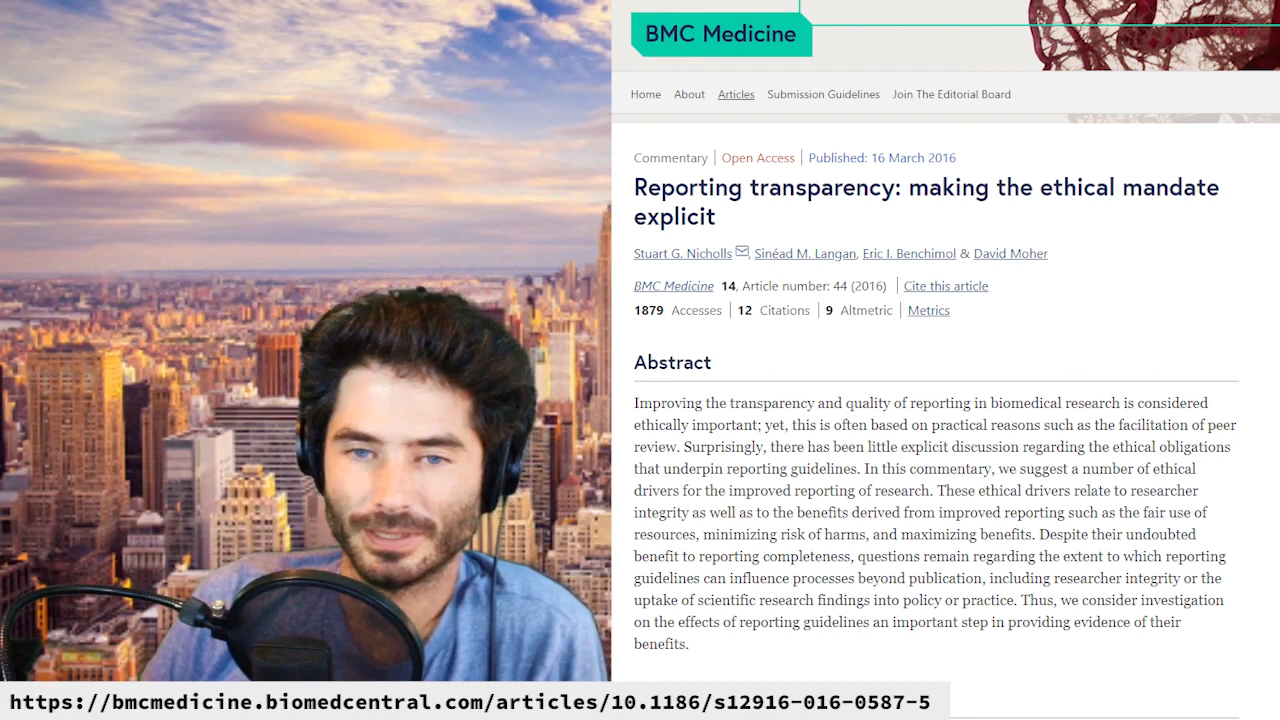 BMC Medicine
Home About Articles Submission Guidelines Join The Editorial Board
Commentary | Open Access | Published: 16 March 2016
Reporting transparency: making the ethical mandate
explicit
Stuart G. Nicholls, Sinéad M. Langan, Eric I. Benchimol & David Moher
BMC Medicine 14, Article number: 44 (2016) | Cite this article
1879 Accesses | 12 Citations | 9 Altmetric | Metrics
Abstract
Improving the transparency and quality of reporting in biomedical research is considered
ethically important; yet, this is often based on practical reasons such as the facilitation of peer
review. Surprisingly, there has been little explicit discussion regarding the ethical obligations
that underpin reporting guidelines. In this commentary, we suggest a number of ethical
drivers for the improved reporting of research. These ethical drivers relate to researcher
integrity as well as to the benefits derived from improved reporting such as the fair use of
resources, minimizing risk of harms, and maximizing benefits. Despite their undoubted
benefit to reporting completeness, questions remain regarding the extent to which reporting
guidelines can influence processes beyond publication, including researcher integrity or the
uptake of scientific research findings into policy or practice. Thus, we consider investigation
on the effects of reporting guidelines an important step in providing evidence of their
benefits.
https://bmcmedicine.biomedcentral.com/articles/10.1186/s12916-016-0587-5